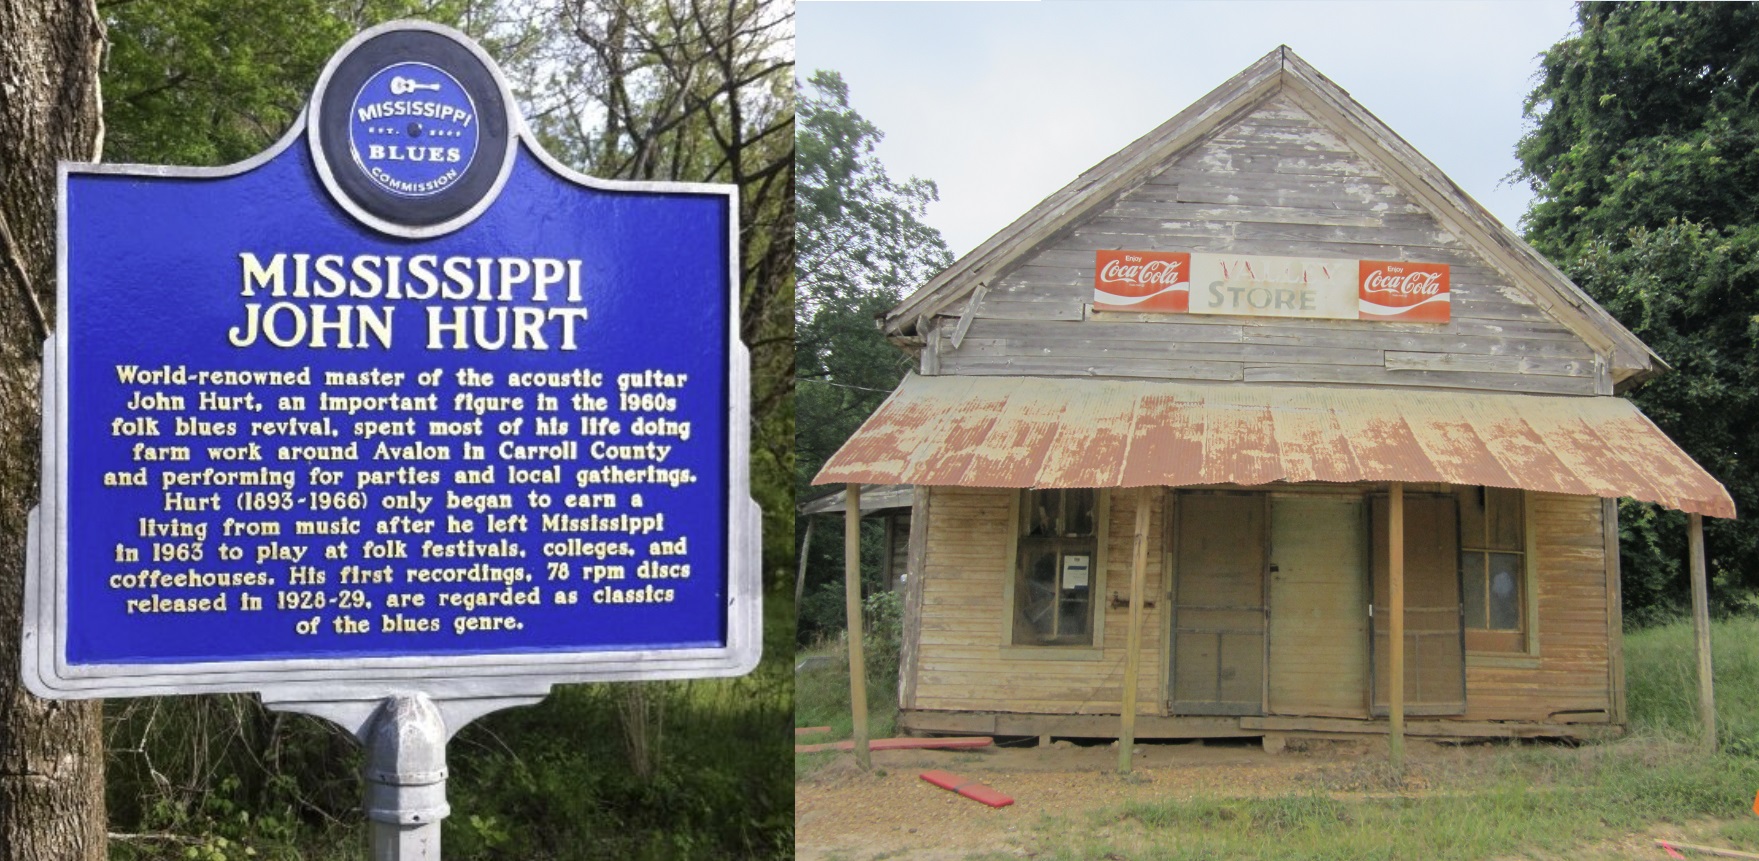 MISSISSIPPI
EST.
BLUES
COMMISSION
MISSISSIPPI
JOHN HURT
World-renowned master of the acoustic guitar
John Hurt, an important figure in the 1960s
folk blues revival, spent most of his life doing
farm work around Avalon in Carroll County
and performing for parties and local gatherings.
Hurt (1893-1966) only began to earn a
living from music after he left Mississippi
in 1963 to play at folk festivals, colleges, and
coffeehouses. His first recordings, 78 rpm discs
released in 1928-29, are regarded as classics
of the blues genre.
Enjoy
Coca-Cola
VALLEY
STORE
Enjoy
Coca-Cola